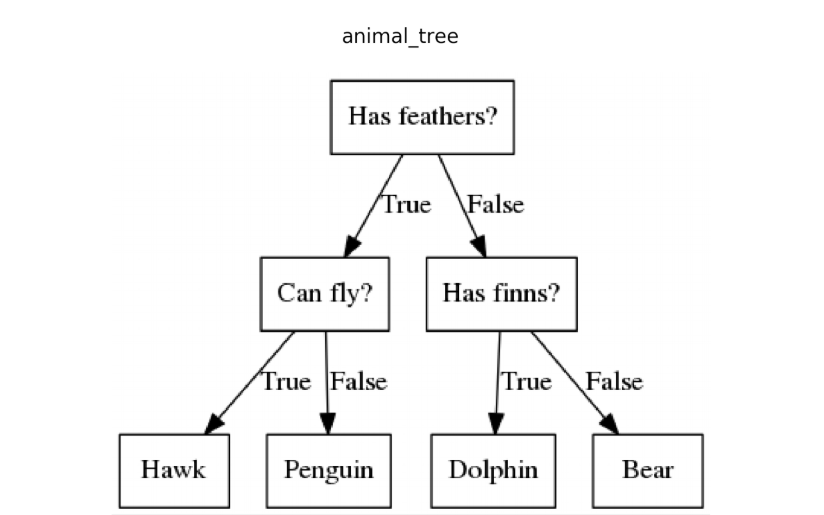 animal_tree
Has feathers?
True
False
Can fly?
Has finns?
True
False
True
False
Hawk
Penguin
Dolphin
Bear